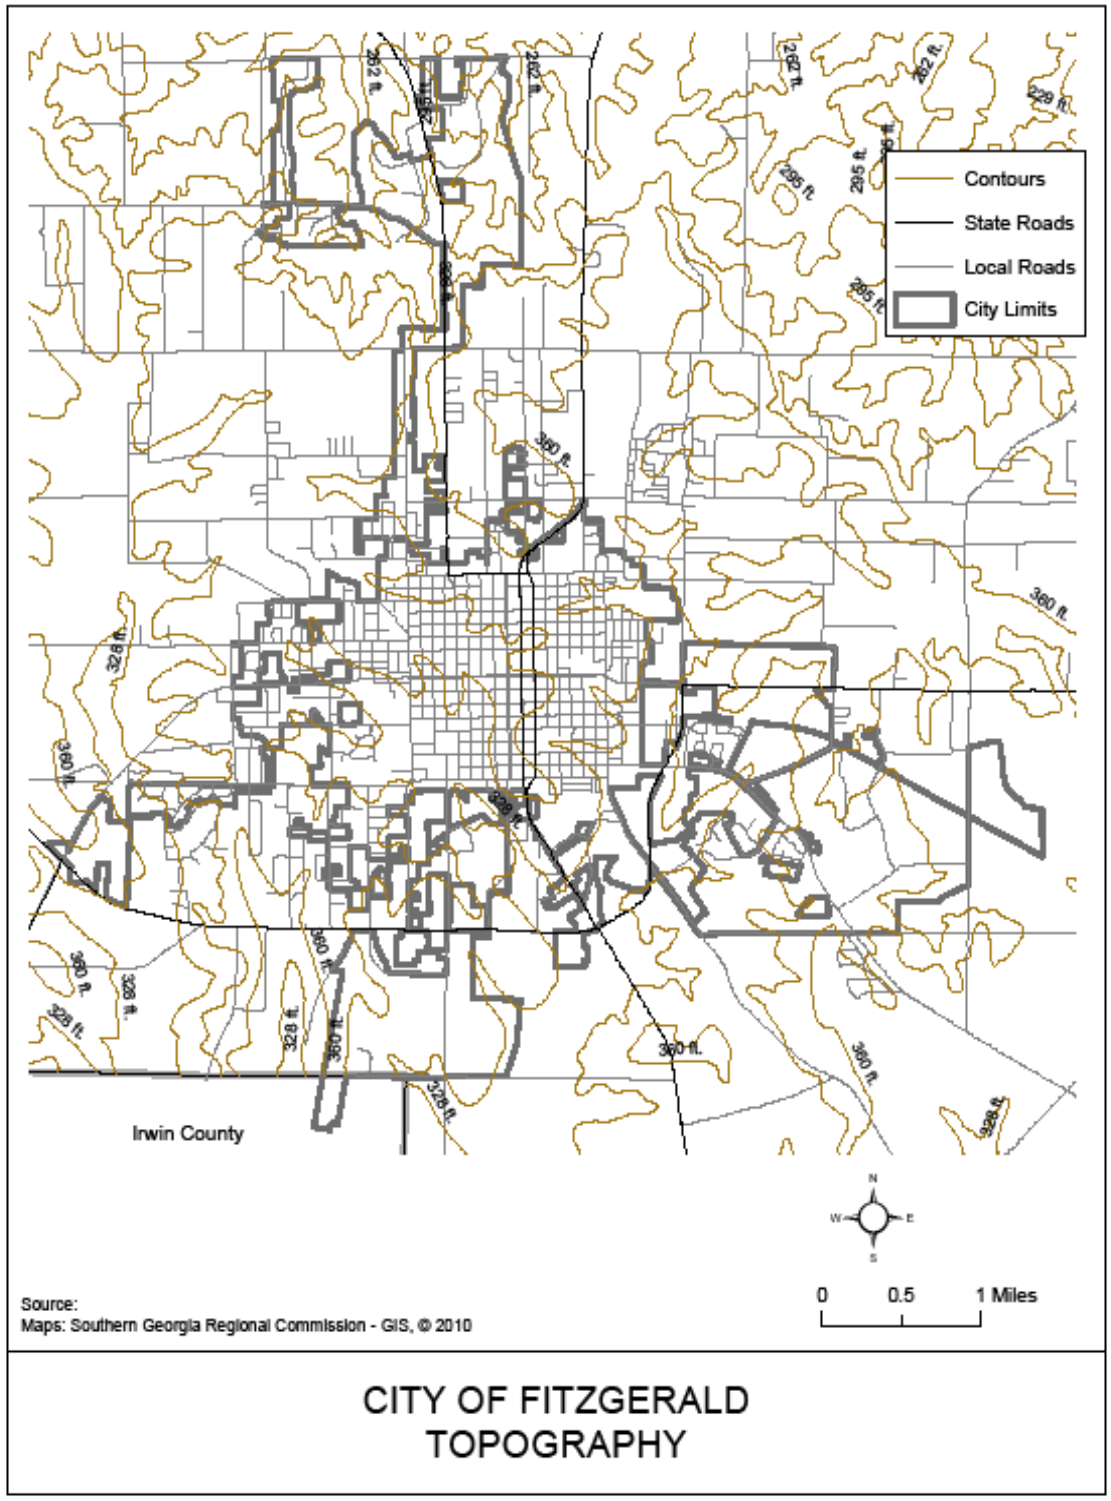 262 ft.
295 ft.
262 ft.
262 ft.
262 ft.
229 ft.
295 ft.
295 ft.
295 ft.
Contours
State Roads
Local Roads
City Limits
360 ft.
360 ft.
328 ft.
360 ft.
328 ft.
360 ft.
360 ft.
328 ft.
328 ft.
328 ft.
360 ft.
360 ft.
360 ft.
328 ft.
328 ft.
Irwin County
N
W E
S
0 0.5 1 Miles
Source:
Maps: Southern Georgia Regional Commission - GIS, © 2010
CITY OF FITZGERALD
TOPOGRAPHY